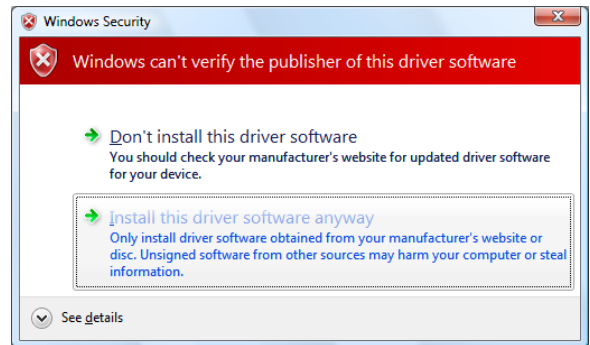 Windows Security
Windows can't verify the publisher of this driver software
Don't install this driver software
You should check your manufacturer's website for updated driver software
for your device.
Install this driver software anyway
Only install driver software obtained from your manufacturer's website or
disc. Unsigned software from other sources may harm your computer or steal
information.
See details